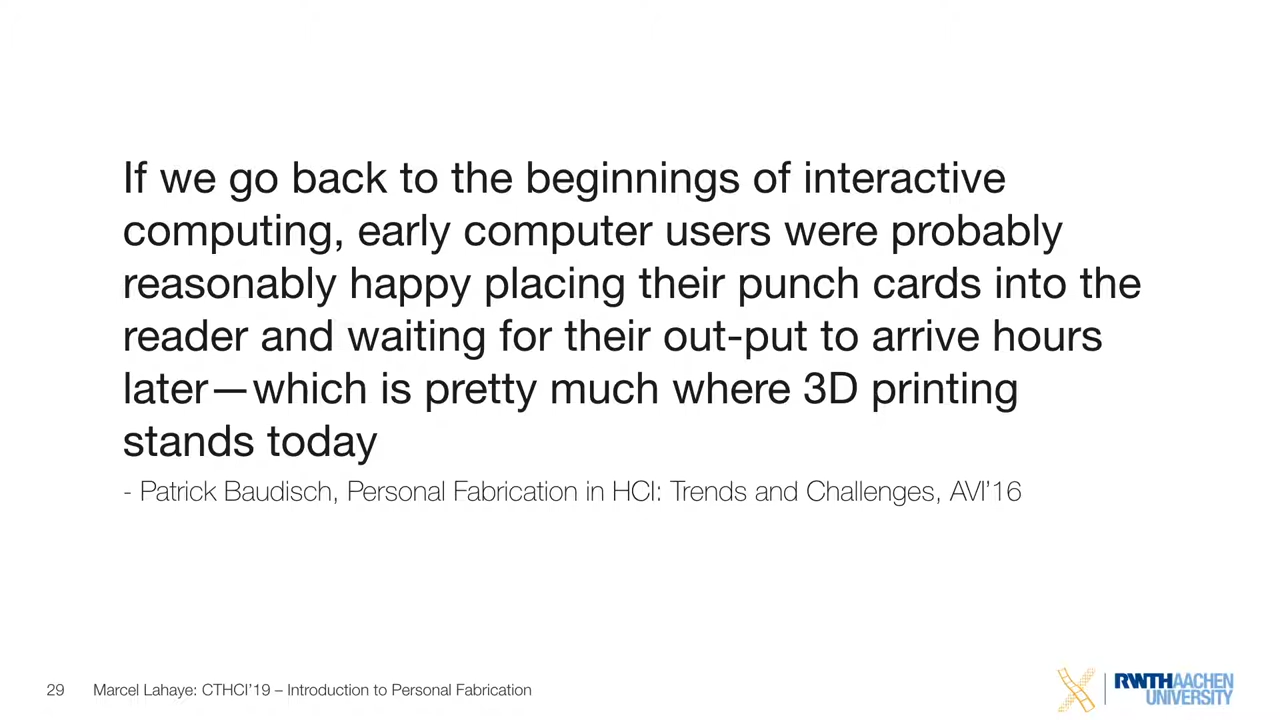 If we go back to the beginnings of interactive
computing, early computer users were probably
reasonably happy placing their punch cards into the
reader and waiting for their out-put to arrive hours
later—which is pretty much where 3D printing
stands today
- Patrick Baudisch, Personal Fabrication in HCI: Trends and Challenges, AVI’16
29 Marcel Lahaye: CTHCI’19 – Introduction to Personal Fabrication
RWTHAACHEN
UNIVERSITY